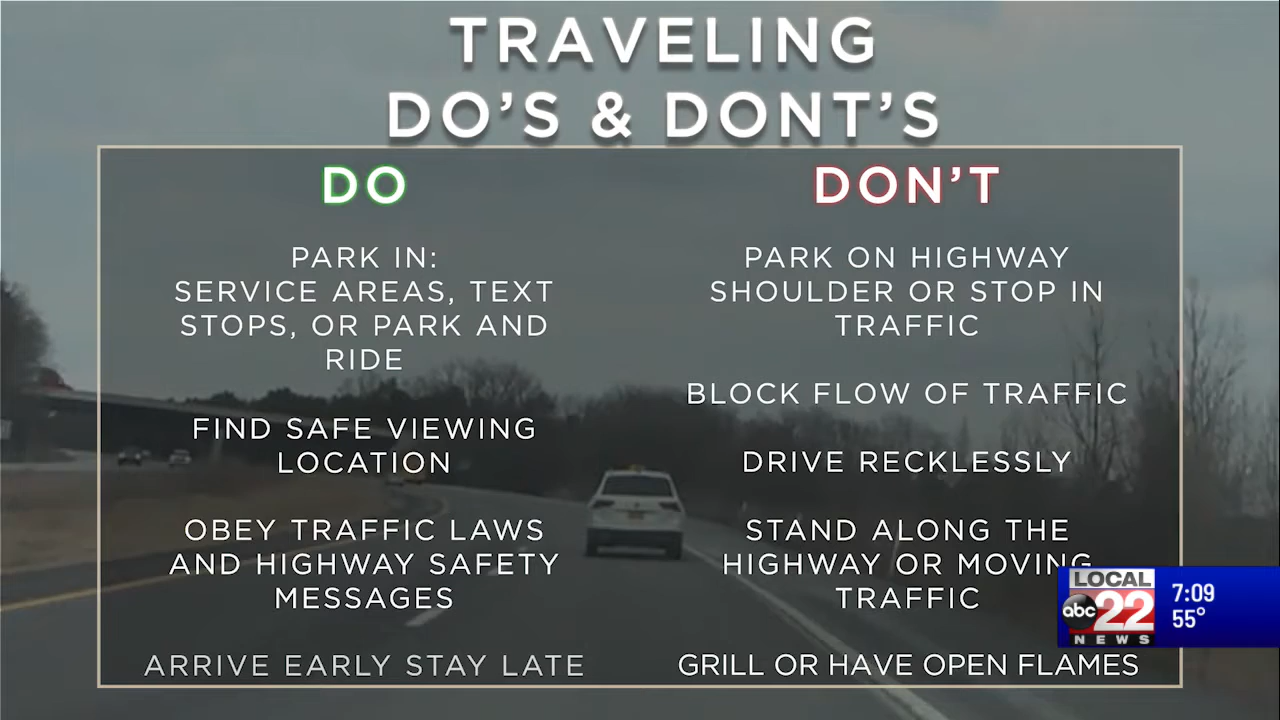 TRAVELING
DO'S & DONT'S
DO
PARK IN:
SERVICE AREAS, TEXT
STOPS, OR PARK AND
RIDE
FIND SAFE VIEWING
LOCATION
OBEY TRAFFIC LAWS
AND HIGHWAY SAFETY
MESSAGES
ARRIVE EARLY STAY LATE
DON'T
PARK ON HIGHWAY
SHOULDER OR STOP IN
TRAFFIC
BLOCK FLOW OF TRAFFIC
DRIVE RECKLESSLY
STAND ALONG THE
HIGHWAY OR MOVING
TRAFFIC
GRILL OR HAVE OPEN FLAMES
LOCAL
abc 22
NEWS
7:09
55°